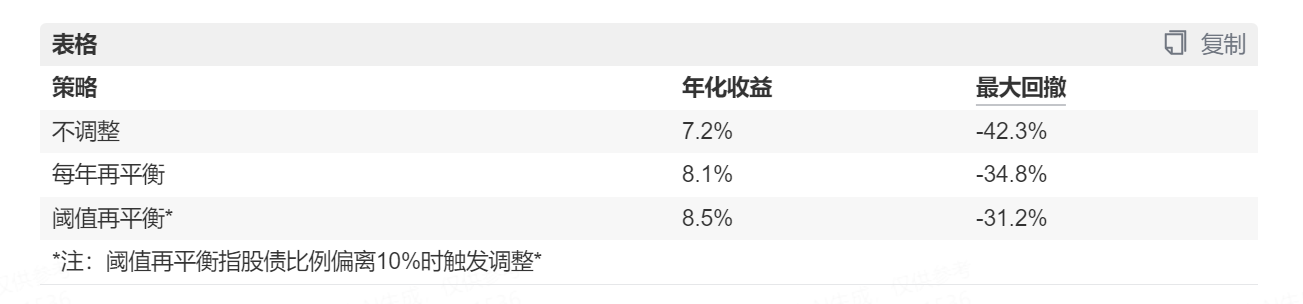 表格 复制
策略 年化收益 最大回撤
不调整 7.2% -42.3%
每年再平衡 8.1% -34.8%
阈值再平衡* 8.5% -31.2%
*注：阈值再平衡指股债比例偏离10%时触发调整*